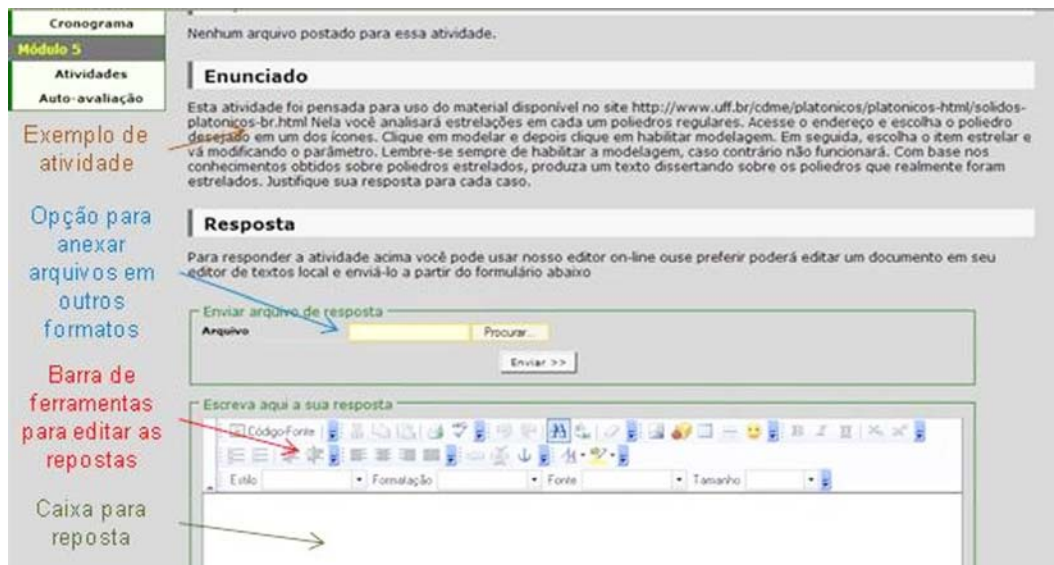 Cronograma
Módulo 5
Atividades
Auto-avaliação
Exemplo de
atividade
Opção para
anexar
arquivos em
outros
formatos
Barra de
ferramentas
para editar as
repostas
Caixa para
reposta
Nenhum arquivo postado para essa atividade.
Enunciado
Esta atividade foi pensada para uso do material disponível no site http://www.uff.br/cdme/platonicos/platonicos-html/solidos-
platonicos-br.html Nela você analisará estrelações em cada um poliedros regulares. Acesse o endereço e escolha o poliedro
desejado em um dos ícones. Clique em modelar e depois clique em habilitar modelagem. Em seguida, escolha o item estrelar e
vá modificando o parâmetro. Lembre-se sempre de habilitar a modelagem, caso contrário não funcionará. Com base nos
conhecimentos obtidos sobre poliedros estrelados, produza um texto dissertando sobre os poliedros que realmente foram
estrelados. Justifique sua resposta para cada caso.
Resposta
Para responder a atividade acima você pode usar nosso editor on-line ouse preferir poderá editar um documento em seu
editor de textos local e enviá-lo a partir do formulário abaixo
Enviar arquivo de resposta
Arquivo Procurar...
Enviar >>
Escreva aqui a sua resposta
Código-Fonte
Estilo Formatação Fonte Tamanho